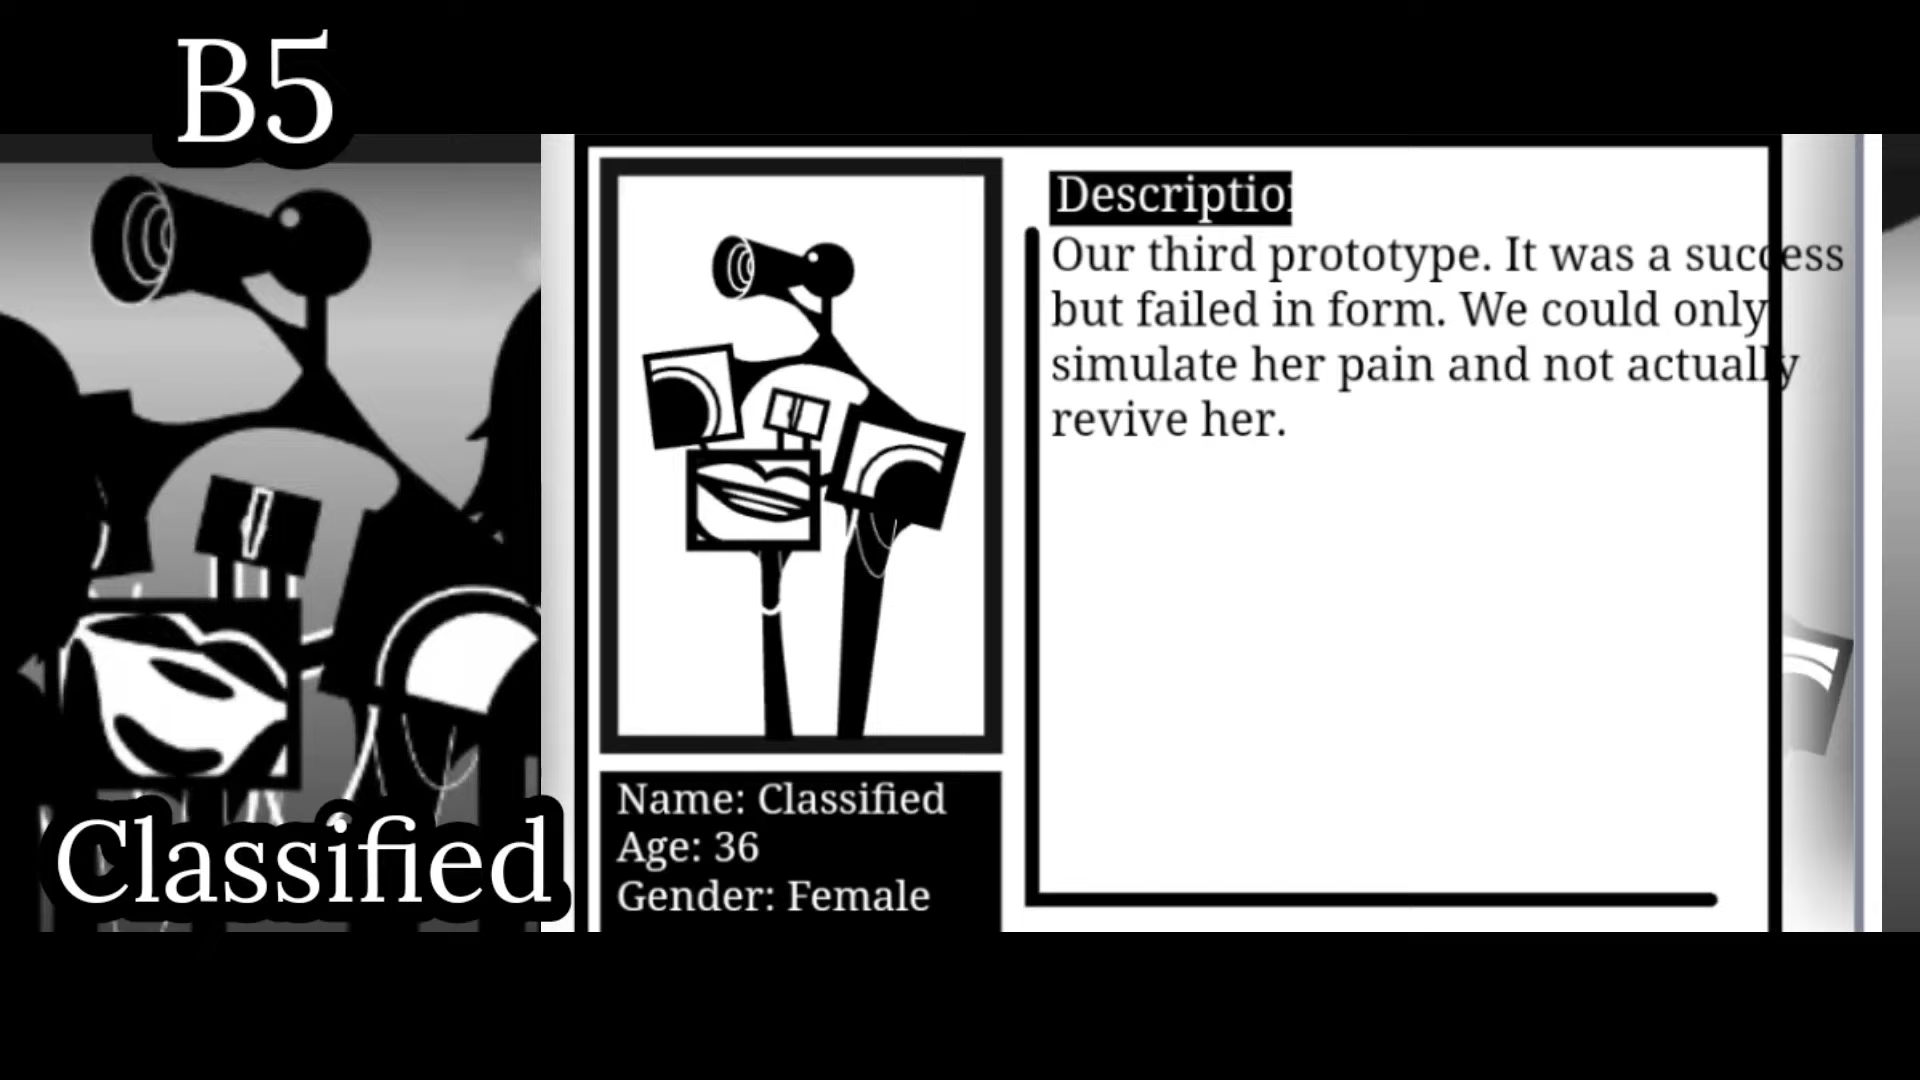 B5
Classified
Descriptio
Our third prototype. It was a success
but failed in form. We could only
simulate her pain and not actually
revive her.
Name: Classified
Age: 36
Gender: Female